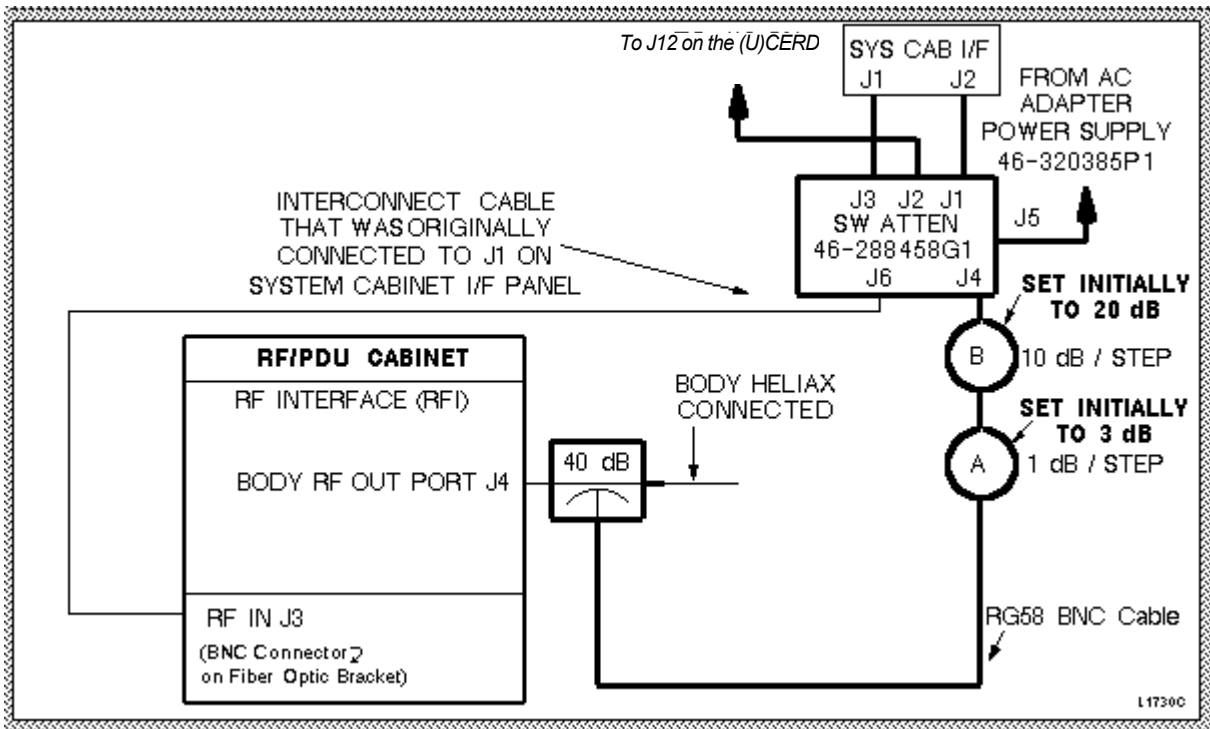 To J12 on the (U)CERD
SYS CAB I/F
J1 J2
FROM AC
ADAPTER
POWER SUPPLY
46-320385P1
INTERCONNECT CABLE
THAT WAS ORIGINALLY
CONNECTED TO J1 ON
SYSTEM CABINET I/F PANEL
J3 J2 J1
SW ATTEN
46-288458G1
J6 J4
J5
SET INITIALLY
TO 20 dB
B
10 dB / STEP
SET INITIALLY
TO 3 dB
A
1 dB / STEP
RF/PDU CABINET
RF INTERFACE (RFI)
BODY RF OUT PORT J4
40 dB
BODY HELIAX
CONNECTED
RF IN J3
(BNC Connector
on Fiber Optic Bracket)
RG58 BNC Cable
L1730C